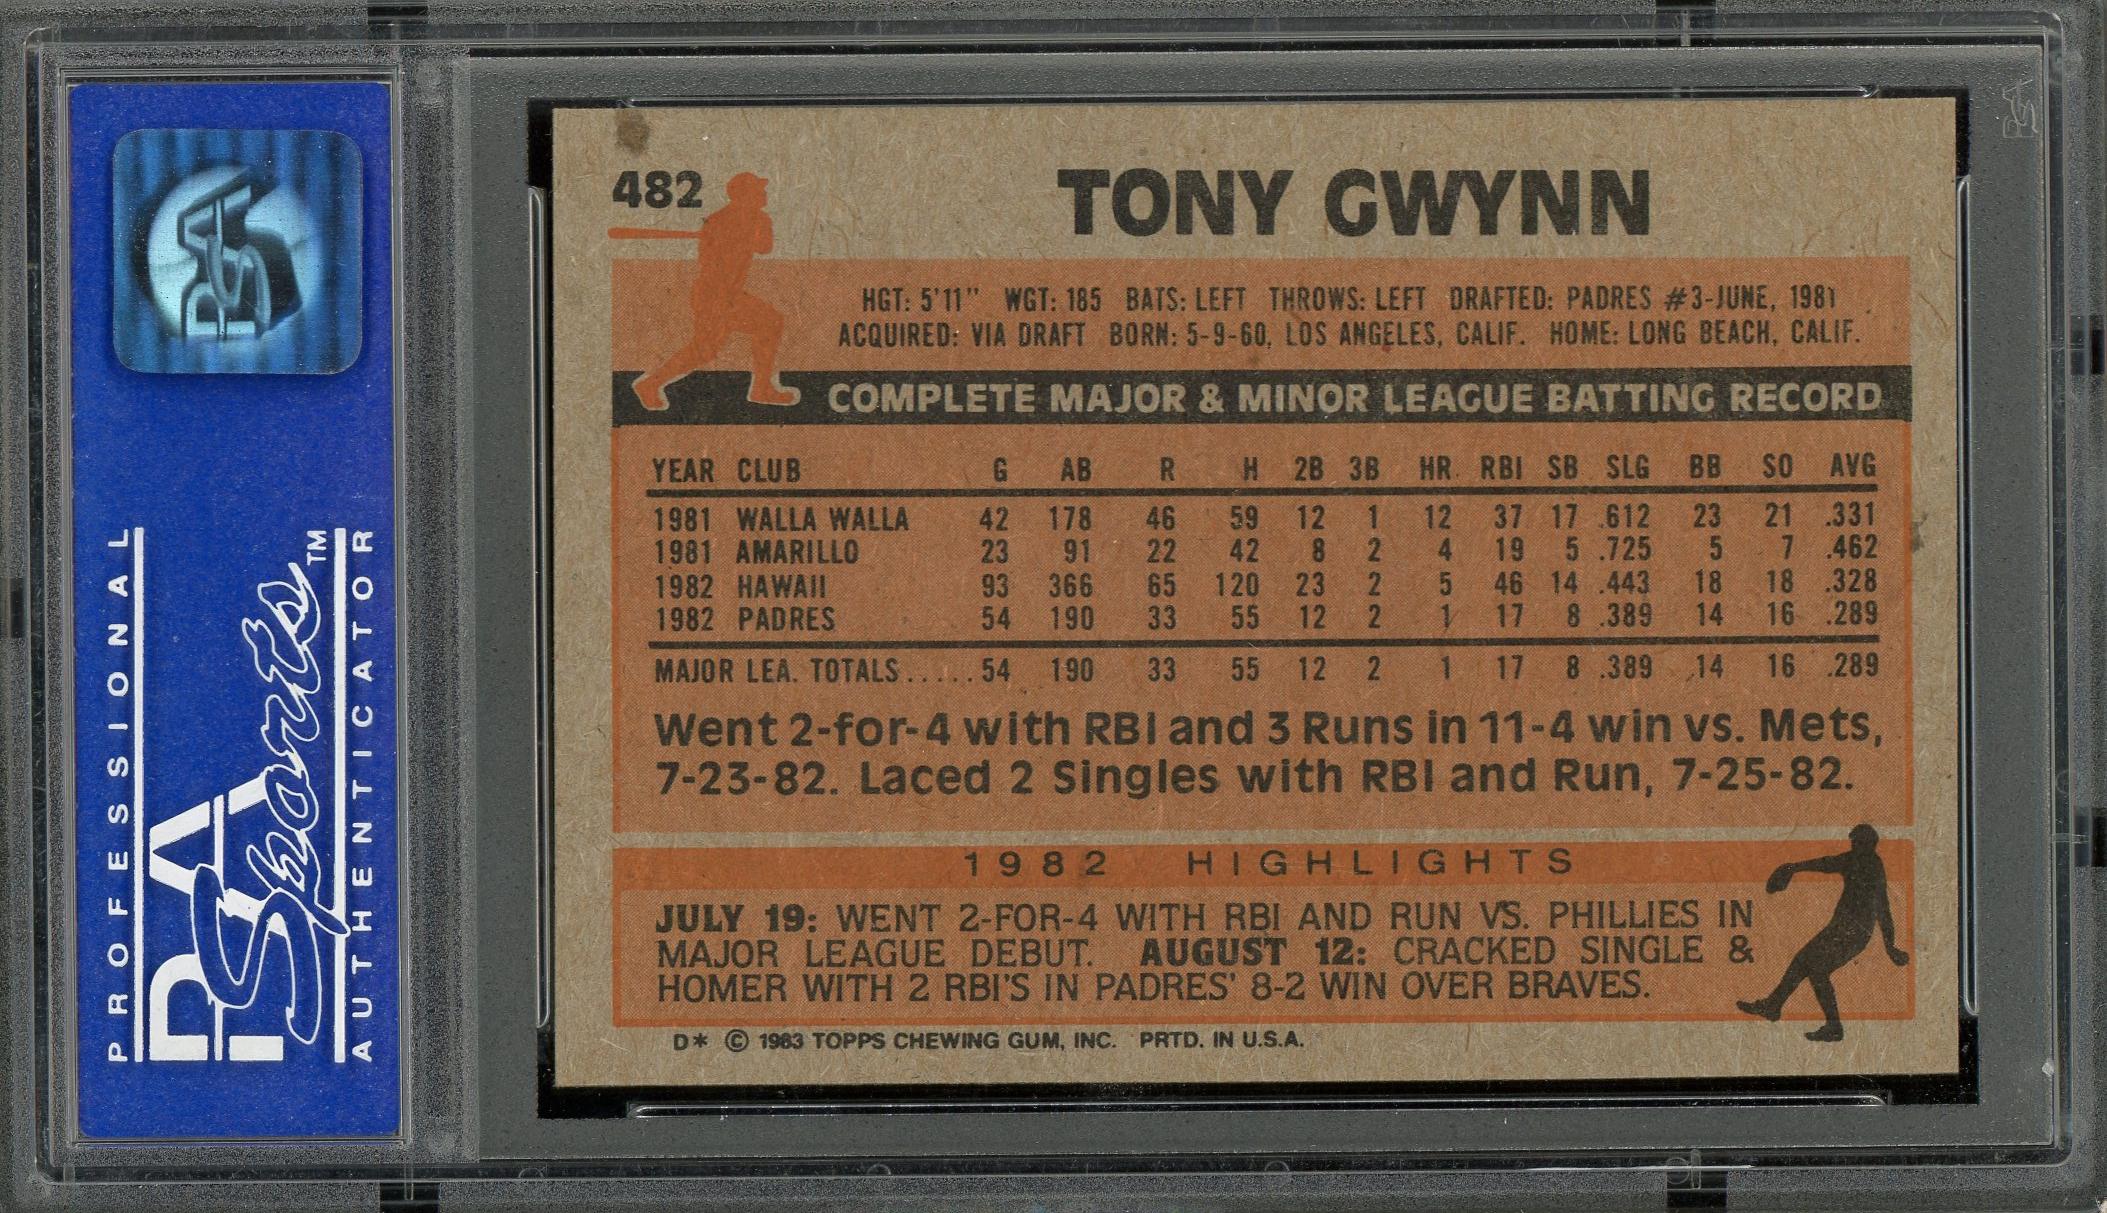 PROFESSIONAL
PSA
Sports™
AUTHENTICATOR
PSA
482
TONY GWYNN
HGT: 5'11" WGT: 185 BATS: LEFT THROWS: LEFT DRAFTED: PADRES #3-JUNE, 1981
ACQUIRED: VIA DRAFT BORN: 5-9-60, LOS ANGELES, CALIF. HOME: LONG BEACH, CALIF.
COMPLETE MAJOR & MINOR LEAGUE BATTING RECORD
YEAR CLUB G AB R H 2B 3B HR RBI SB SLG BB SO AVG
1981 WALLA WALLA 42 178 46 59 12 1 12 37 17 .612 23 21 .331
1981 AMARILLO 23 91 22 42 8 2 4 19 5 .725 5 7 .462
1982 HAWAII 93 366 65 120 23 2 5 46 14 .443 18 18 .328
1982 PADRES 54 190 33 55 12 2 1 17 8 .389 14 16 .289
MAJOR LEA. TOTALS..... 54 190 33 55 12 2 1 17 8 .389 14 16 .289
Went 2-for-4 with RBI and 3 Runs in 11-4 win vs. Mets,
7-23-82. Laced 2 Singles with RBI and Run, 7-25-82.
1982 HIGHLIGHTS
JULY 19: WENT 2-FOR-4 WITH RBI AND RUN VS. PHILLIES IN
MAJOR LEAGUE DEBUT. AUGUST 12: CRACKED SINGLE &
HOMER WITH 2 RBI'S IN PADRES' 8-2 WIN OVER BRAVES.
D* © 1983 TOPPS CHEWING GUM, INC. PRTD. IN U.S.A.
PSA